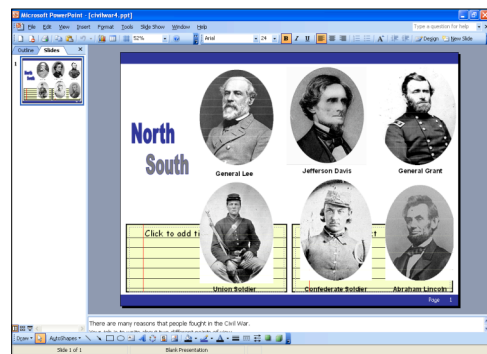 Microsoft PowerPoint - [civilwar4.ppt]
File Edit View Insert Format Tools Slide Show Window Help
Type a question for help
52%
Arial
24
B I U
Design New Slide
Outline Slides
1
North
South
General Lee
Jefferson Davis
General Grant
Click to add ti
Union Soldier
Confederate Soldier
Abraham Lincoln
Page 1
There are many reasons that people fought in the Civil War.
Draw AutoShapes
Slide 1 of 1
Blank Presentation